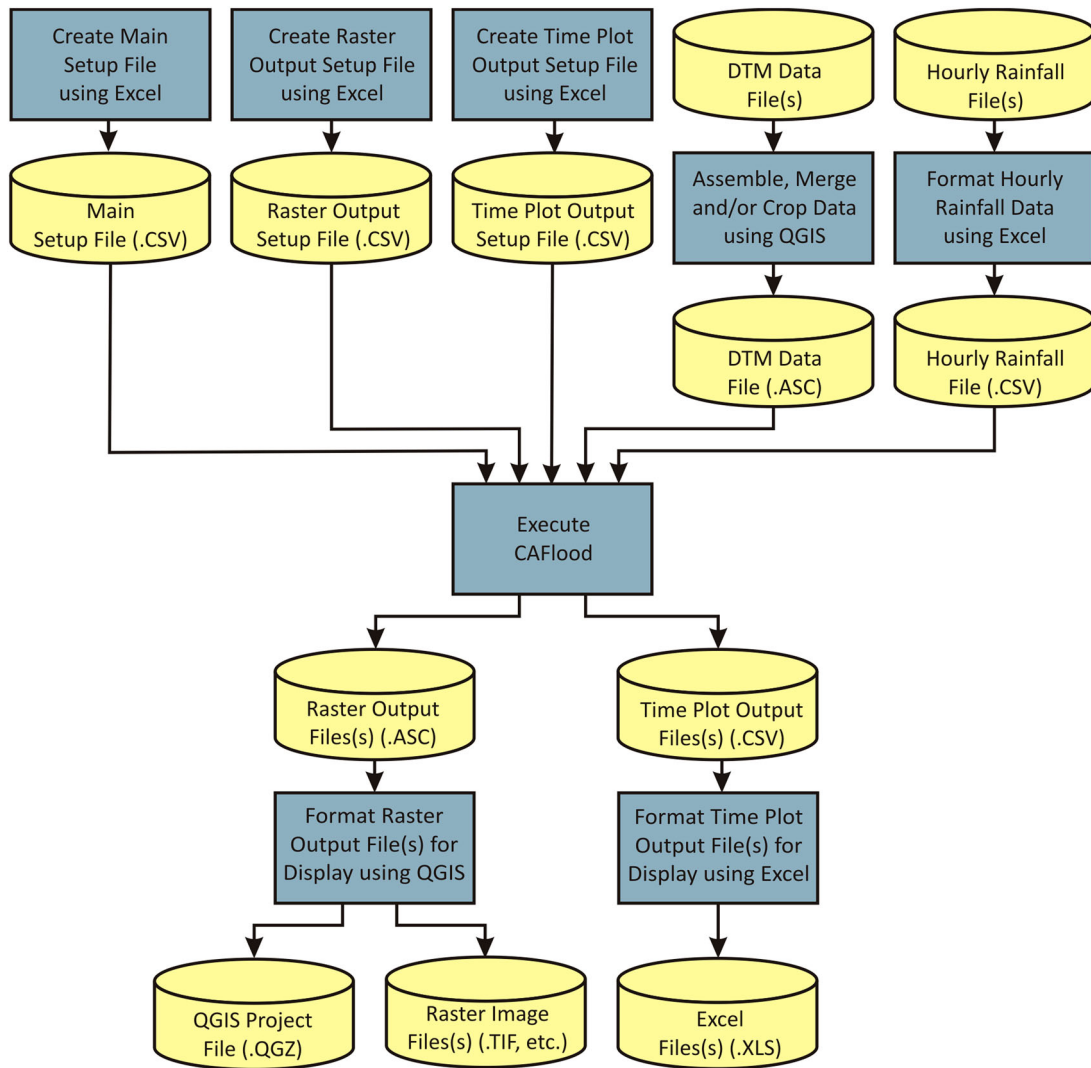 Create Main
Setup File
using Excel
Create Raster
Output Setup File
using Excel
Create Time Plot
Output Setup File
using Excel
DTM Data
File(s)
Hourly Rainfall
File(s)
Main
Setup File (.CSV)
Raster Output
Setup File (.CSV)
Time Plot Output
Setup File (.CSV)
Assemble, Merge
and/or Crop Data
using QGIS
Format Hourly
Rainfall Data
using Excel
DTM Data
File (.ASC)
Hourly Rainfall
File (.CSV)
Execute
CAFlood
Raster Output
Files(s) (.ASC)
Time Plot Output
Files(s) (.CSV)
Format Raster
Output File(s) for
Display using QGIS
Format Time Plot
Output File(s) for
Display using Excel
QGIS Project
File (.QGZ)
Raster Image
Files(s) (.TIF, etc.)
Excel
Files(s) (.XLS)